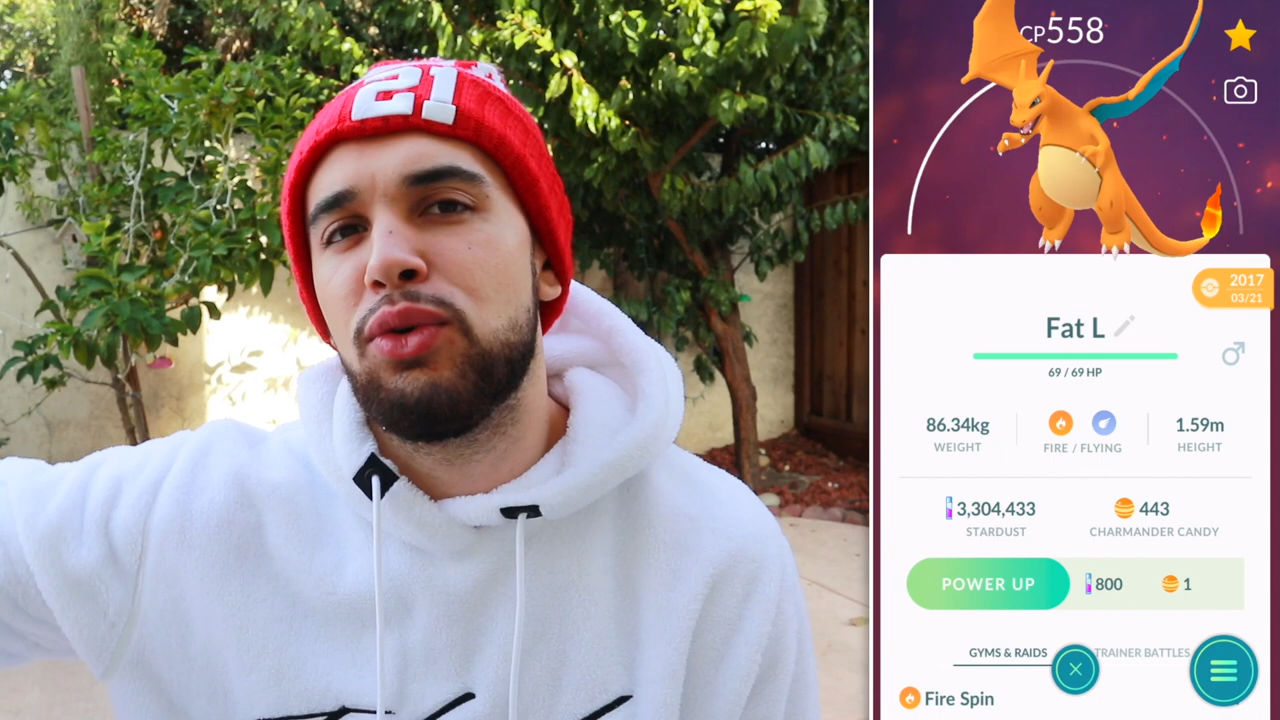 21
CP558
2017
03/21
Fat L
69 / 69 HP
86.34kg
WEIGHT
FIRE / FLYING
1.59m
HEIGHT
3,304,433
STARDUST
443
CHARMANDER CANDY
POWER UP
800
1
GYMS & RAIDS
TRAINER BATTLES
Fire Spin